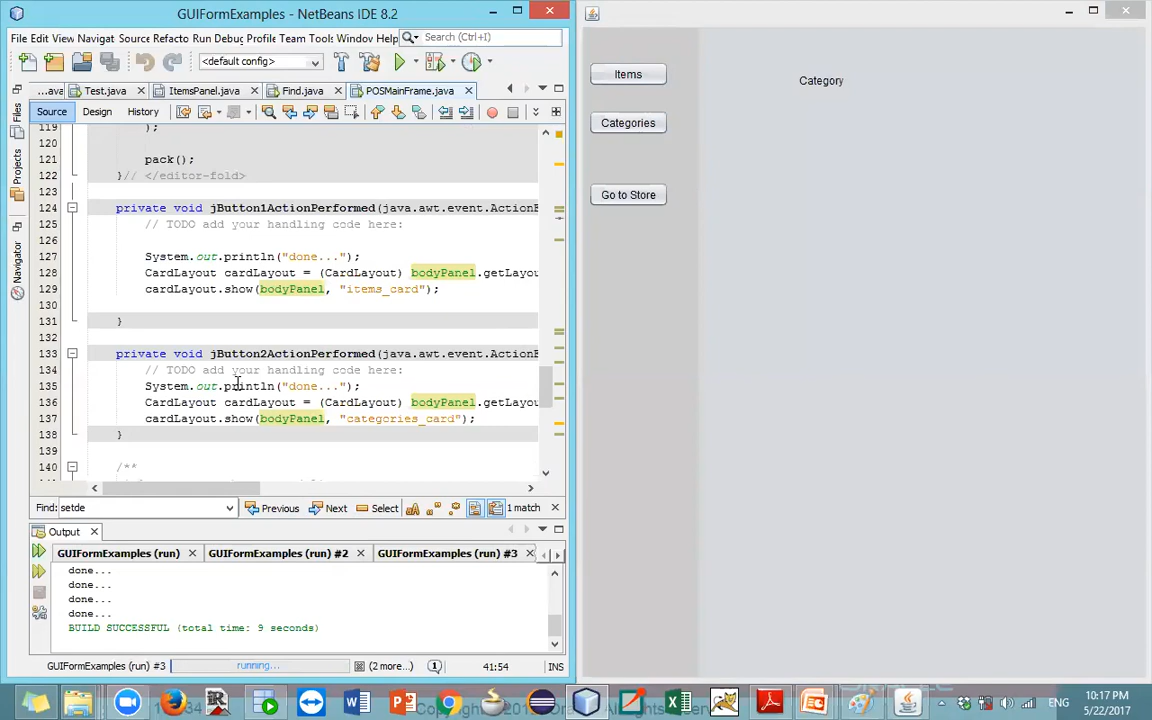 GUIFormExamples - NetBeans IDE 8.2
File Edit View Navigat Source Refacto Run Debug Profile Team Tools Window Help
Search (Ctrl+I)
<default config>
...ava Test.java ItemsPanel.java Find.java POSMainFrame.java
Source Design History
119 );
120
121 pack();
122 }// </editor-fold>
123
124 private void jButton1ActionPerformed(java.awt.event.ActionE
125 // TODO add your handling code here:
126
127 System.out.println("done...");
128 CardLayout cardLayout = (CardLayout) bodyPanel.getLayou
129 cardLayout.show(bodyPanel, "items_card");
130
131 }
132
133 private void jButton2ActionPerformed(java.awt.event.ActionE
134 // TODO add your handling code here:
135 System.out.println("done...");
136 CardLayout cardLayout = (CardLayout) bodyPanel.getLayou
137 cardLayout.show(bodyPanel, "categories_card");
138 }
139
140 /**
Find: setde Previous Next Select 1 match
Output
GUIFormExamples (run) GUIFormExamples (run) #2 GUIFormExamples (run) #3
done...
done...
done...
done...
BUILD SUCCESSFUL (total time: 9 seconds)
GUIFormExamples (run) #3 running... (2 more...) 1 41:54 INS
Files
Projects
Navigator
Items
Categories
Go to Store
Category
ENG
10:17 PM
5/22/2017